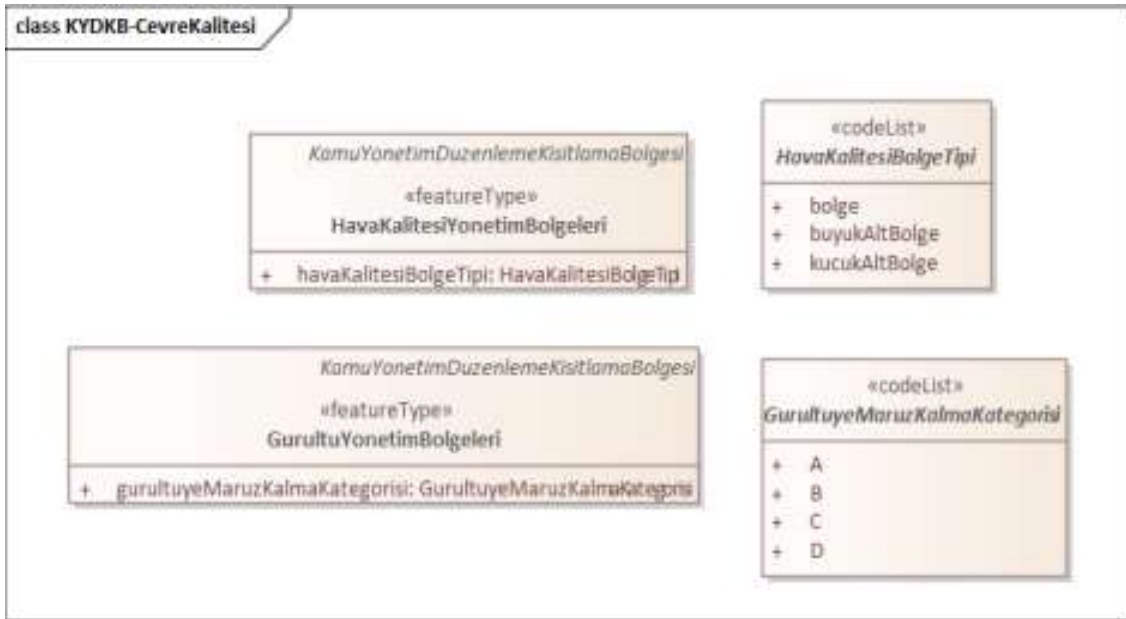 class KYDKB-CevreKalitesi
KamuYonetimDuzenlemeKisitlamaBolgesi
«featureType»
HavaKalitesiYonetimBolgeleri
+ havaKalitesiBolgeTipi: HavaKalitesiBolgeTipi
«codeList»
HavaKalitesiBolgeTipi
+ bolge
+ buyukAltBolge
+ kucukAltBolge
KamuYonetimDuzenlemeKisitlamaBolgesi
«featureType»
GurultuYonetimBolgeleri
+ gurultuyeMaruzKalmaKategorisi: GurultuyeMaruzKalmaKategorisi
«codeList»
GurultuyeMaruzKalmaKategorisi
+ A
+ B
+ C
+ D